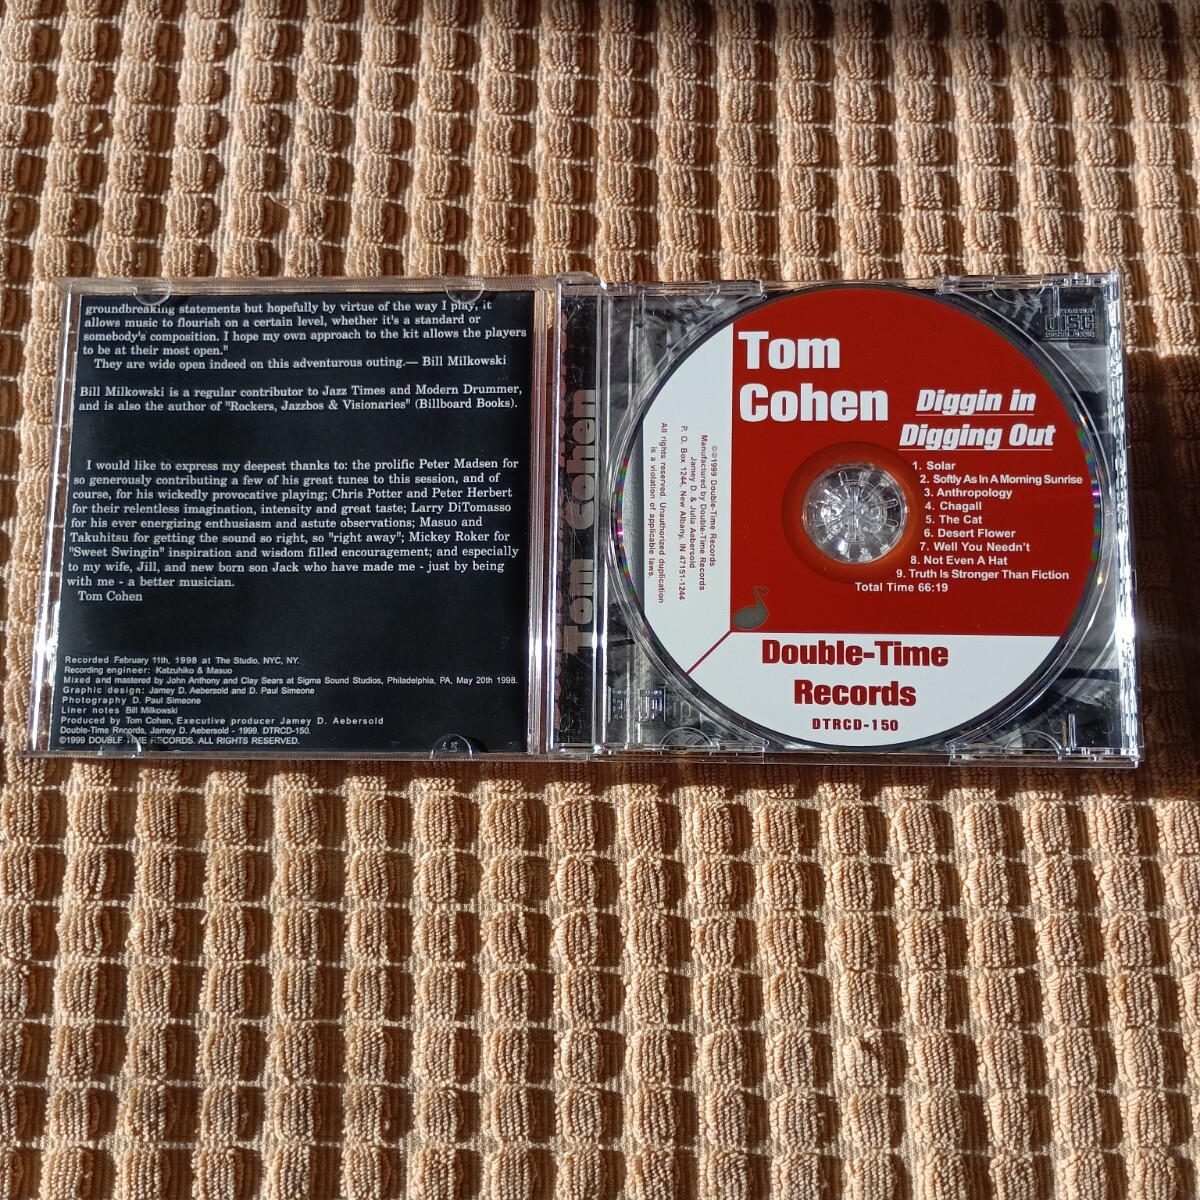 groundbreaking statements but hopefully by virtue of the way I play, it
allows music to flourish on a certain level, whether it's a standard or
somebody's composition. I hope my own approach to the kit allows the players
to be at their most open."
They are wide open indeed on this adventurous outing.— Bill Milkowski
Bill Milkowski is a regular contributor to Jazz Times and Modern Drummer,
and is also the author of "Rockers, Jazzbos & Visionaries" (Billboard Books).
I would like to express my deepest thanks to: the prolific Peter Madsen for
so generously contributing a few of his great tunes to this session, and of
course, for his wickedly provocative playing; Chris Potter and Peter Herbert
for their relentless imagination, intensity and great taste; Larry DiTomasso
for his ever energizing enthusiasm and astute observations; Masuo and
Takuhitsu for getting the sound so right, so "right away"; Mickey Roker for
"Sweet Swingin" inspiration and wisdom filled encouragement; and especially
to my wife, Jill, and new born son Jack who have made me - just by being
with me - a better musician.
Tom Cohen
Recorded February 11th, 1998 at The Studio, NYC, NY.
Recording engineer: Katzuhiko & Masuo
Mixed and mastered by John Anthony and Clay Sears at Sigma Sound Studios, Philadelphia, PA, May 20th 1998.
Graphic design: Jamey D. Aebersold and D. Paul Simeone
Photography D. Paul Simeone
Liner notes Bill Milkowski
Produced by Tom Cohen, Executive producer Jamey D. Aebersold
Double-Time Records, Jamey D. Aebersold - 1999. DTRCD-150.
©1999 DOUBLE-TIME RECORDS. ALL RIGHTS RESERVED.
Tom Cohen
Tom
Cohen
Diggin in
Digging Out
1. Solar
2. Softly As In A Morning Sunrise
3. Anthropology
4. Chagall
5. The Cat
6. Desert Flower
7. Well You Needn't
8. Not Even A Hat
9. Truth Is Stronger Than Fiction
Total Time 66:19
©℗1999 Double-Time Records
Manufactured by Double-Time Records
Jamey D. & Julia Aebersold
P. O. Box 1244, New Albany, IN 47151-1244
All rights reserved. Unauthorized duplication
is a violation of applicable laws.
Double-Time
Records
DTRCD-150
COMPACT
disc
DIGITAL AUDIO